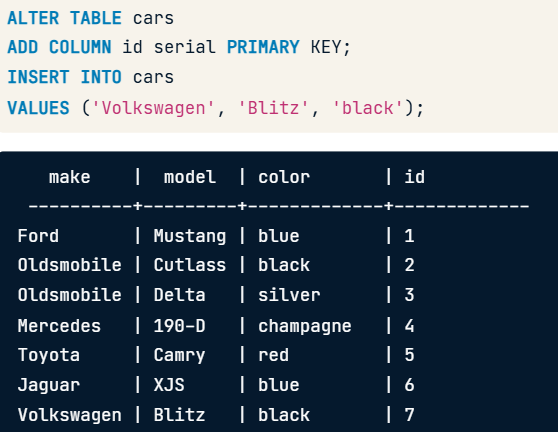 ALTER TABLE cars
ADD COLUMN id serial PRIMARY KEY;
INSERT INTO cars
VALUES ('Volkswagen', 'Blitz', 'black');
   make    |  model  | color       | id
 ----------+---------+-------------+-------------
Ford       | Mustang | blue        | 1
Oldsmobile | Cutlass | black       | 2
Oldsmobile | Delta   | silver      | 3
Mercedes   | 190-D   | champagne   | 4
Toyota     | Camry   | red         | 5
Jaguar     | XJS     | blue        | 6
Volkswagen | Blitz   | black       | 7